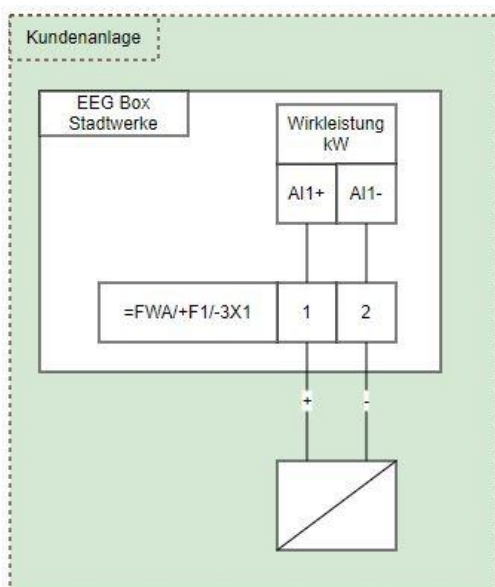 Kundenanlage
EEG Box
Stadtwerke
Wirkleistung
kW
AI1+ AI1-
=FWA/+F1/-3X1 1 2
+ -